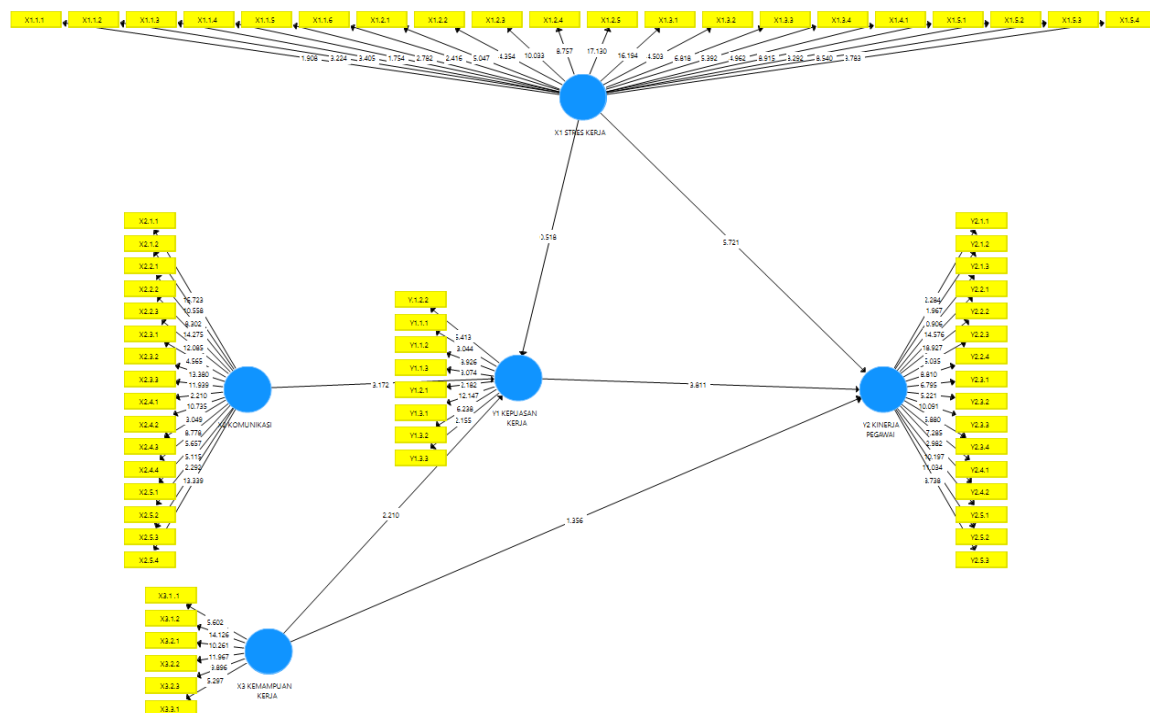 X1.1.1
X1.1.2
X1.1.3
X1.1.4
X1.1.5
X1.1.6
X1.2.1
X1.2.2
X1.2.3
X1.2.4
X1.2.5
X1.3.1
X1.3.2
X1.3.3
X1.3.4
X1.4.1
X1.5.1
X1.5.2
X1.5.3
X1.5.4
1.908
3.224
3.405
1.754
2.782
2.416
5.047
4.354
10.033
8.757
17.130
16.194
4.503
6.818
5.392
4.962
8.915
3.292
8.540
3.783
X1 STRES KERJA
0.518
5.721
X2.1.1
X2.1.2
X2.2.1
X2.2.2
X2.2.3
X2.3.1
X2.3.2
X2.3.3
X2.4.1
X2.4.2
X2.4.3
X2.4.4
X2.5.1
X2.5.2
X2.5.3
X2.5.4
10.558
8.302
14.275
12.085
4.565
13.380
11.939
2.210
10.735
3.049
8.778
5.657
5.115
2.292
13.339
X2 KOMUNIKASI
3.172
Y.1.2.2
Y1.1.1
Y1.1.2
Y1.1.3
Y1.2.1
Y1.3.1
Y1.3.2
Y1.3.3
5.413
3.044
3.926
3.074
2.182
12.147
6.238
2.155
Y1 KEPUASAN
KERJA
3.811
Y2 KINERJA
PEGAWAI
2.284
1.967
0.906
14.576
18.927
5.035
8.810
6.795
5.221
10.091
5.880
7.285
2.982
10.197
11.034
3.738
Y2.1.1
Y2.1.2
Y2.1.3
Y2.2.1
Y2.2.2
Y2.2.3
Y2.2.4
Y2.3.1
Y2.3.2
Y2.3.3
Y2.3.4
Y2.4.1
Y2.4.2
Y2.5.1
Y2.5.2
Y2.5.3
2.210
1.356
X3.1.1
X3.1.2
X3.2.1
X3.2.2
X3.2.3
X3.3.1
5.602
14.126
10.261
11.967
3.896
5.297
X3 KEMAMPUAN
KERJA